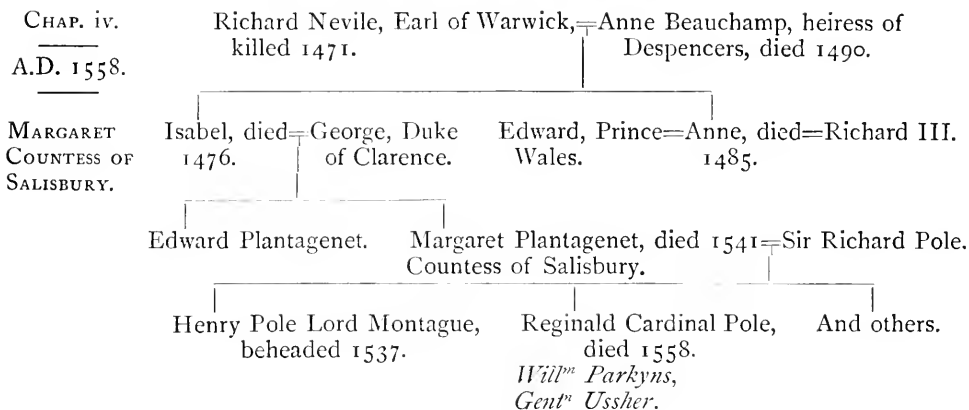 CHAP. iv.
A.D. 1558.
MARGARET
COUNTESS OF
SALISBURY.
Richard Nevile, Earl of Warwick,=Anne Beauchamp, heiress of
killed 1471. Despencers, died 1490.
Isabel, died=George, Duke Edward, Prince=Anne, died=Richard III.
1476. of Clarence. Wales. 1485.
Edward Plantagenet. Margaret Plantagenet, died 1541=Sir Richard Pole.
Countess of Salisbury.
Henry Pole Lord Montague, Reginald Cardinal Pole, And others.
beheaded 1537. died 1558.
Willᵐ Parkyns,
Gentⁿ Ussher.